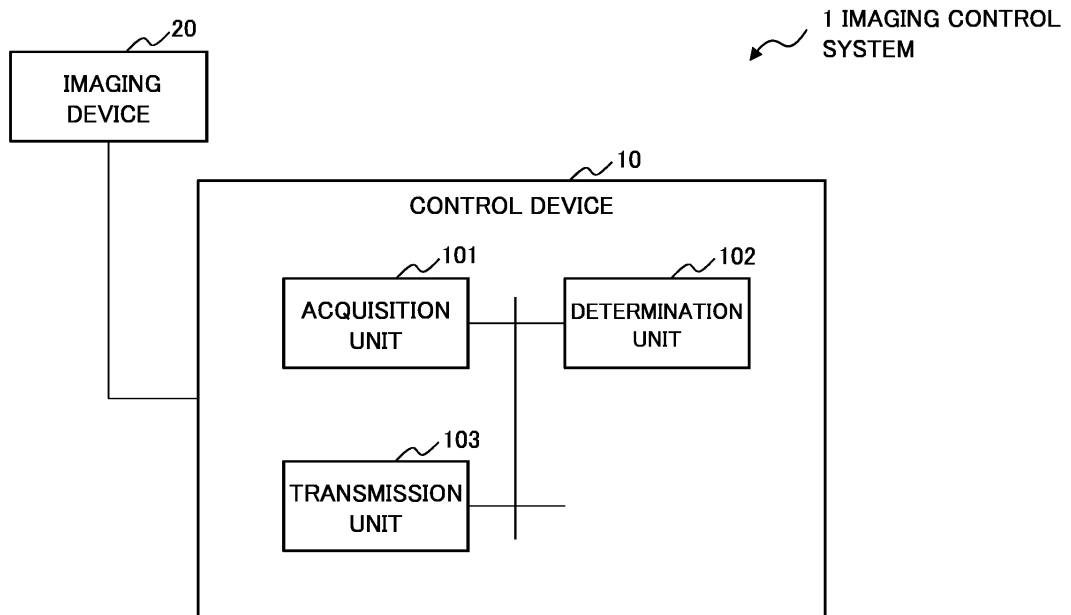 1 IMAGING CONTROL
SYSTEM
20
IMAGING
DEVICE
10
CONTROL DEVICE
101
ACQUISITION
UNIT
102
DETERMINATION
UNIT
103
TRANSMISSION
UNIT